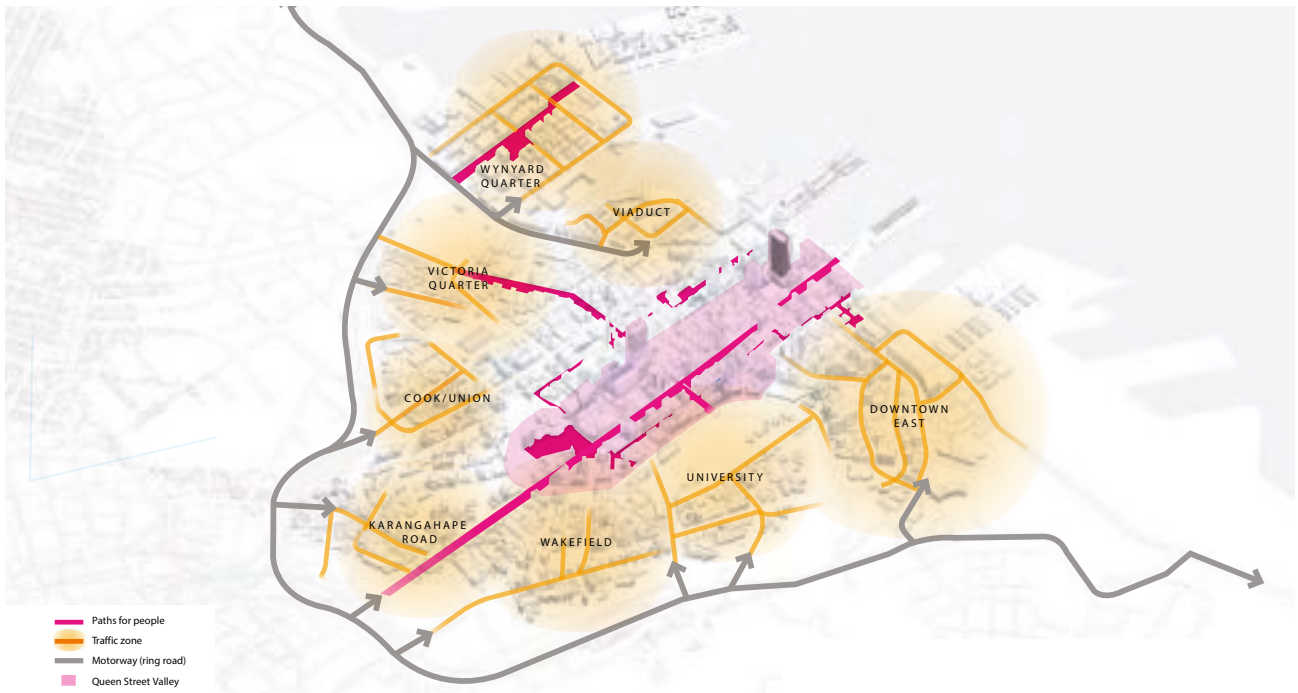 WYNYARD
QUARTER
VIADUCT
VICTORIA
QUARTER
COOK/UNION
DOWNTOWN
EAST
UNIVERSITY
KARANGAHAPE
ROAD
WAKEFIELD
Paths for people
Traffic zone
Motorway (ring road)
Queen Street Valley